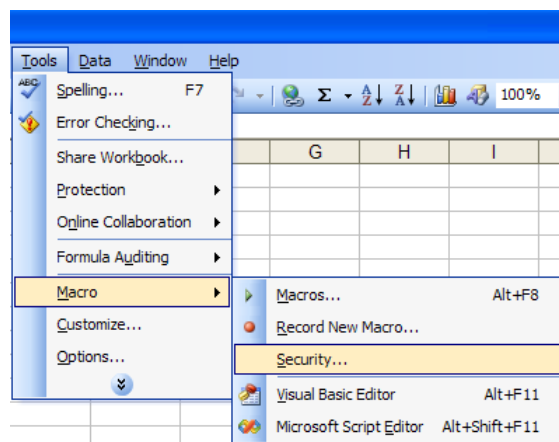 Tools Data Window Help
Spelling... F7
Σ A Z Z A 100%
Error Checking...
Share Workbook...
G H I
Protection
Online Collaboration
Formula Auditing
Macro
Macros... Alt+F8
Customize...
Record New Macro...
Options...
Security...
Visual Basic Editor Alt+F11
Microsoft Script Editor Alt+Shift+F11